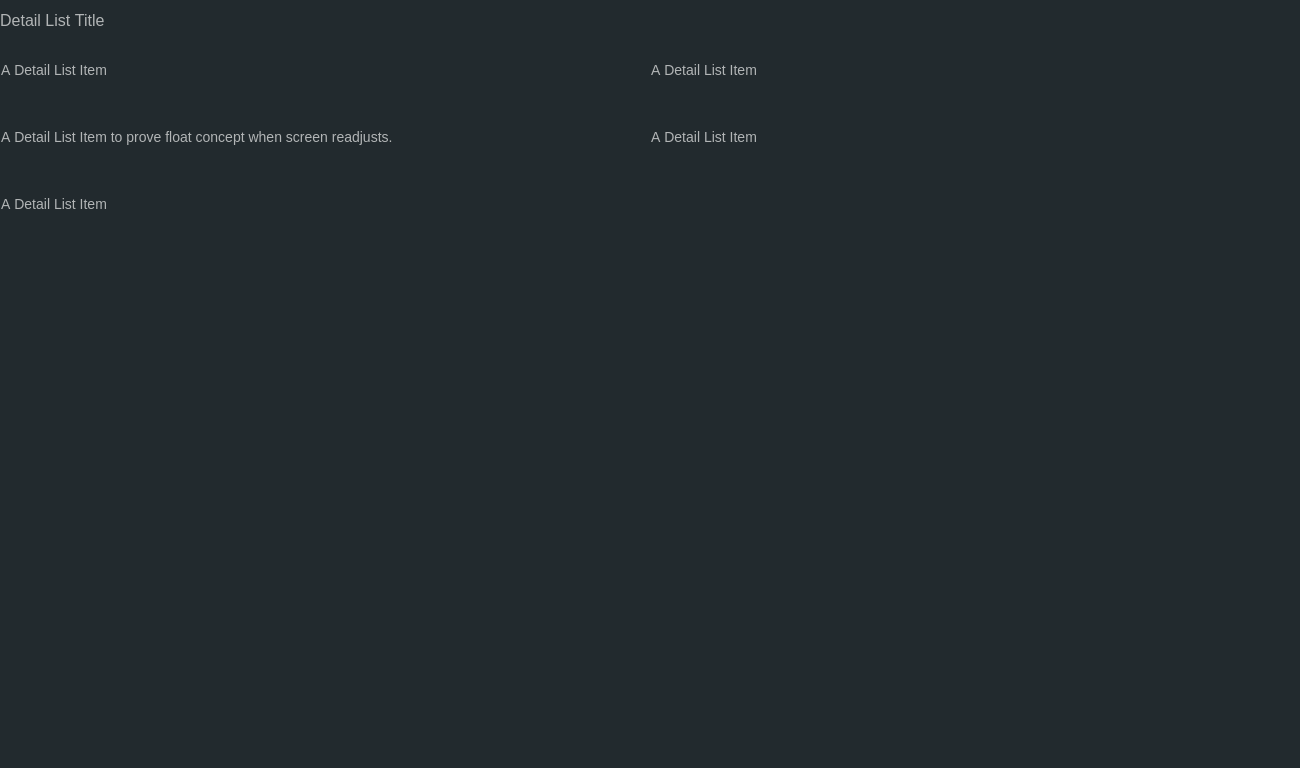 Detail List Title
A Detail List Item
A Detail List Item
A Detail List Item to prove float concept when screen readjusts.
A Detail List Item
A Detail List Item